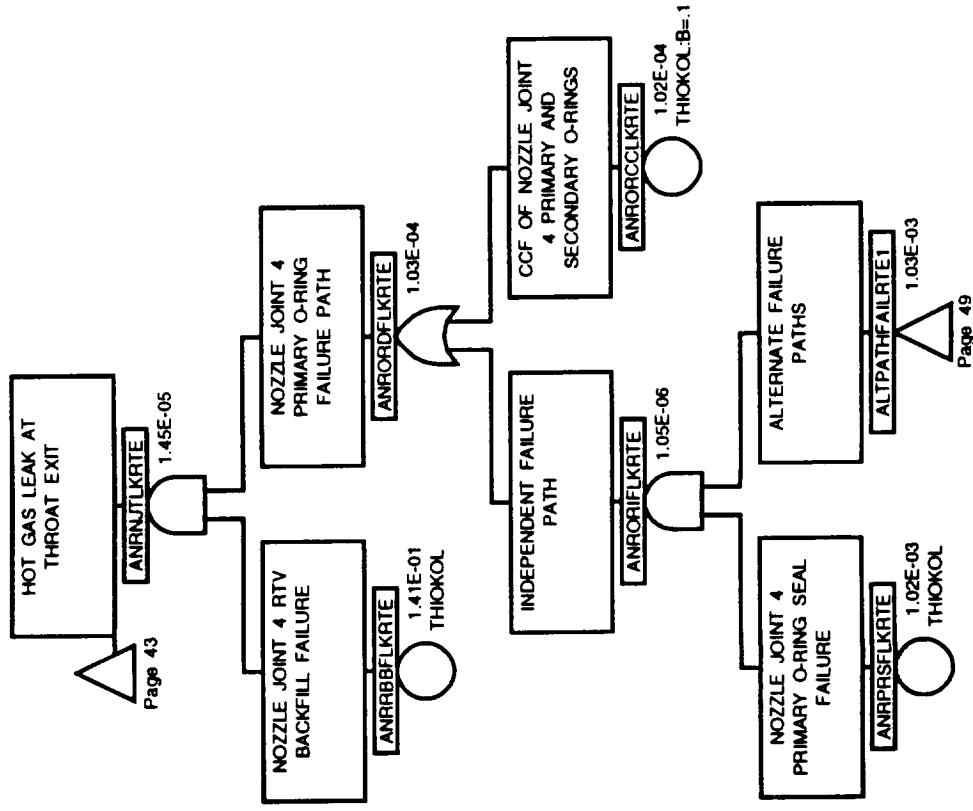 HOT GAS LEAK AT
THROAT EXIT
Page 43
ANRNJTLKRTE
1.45E-05
NOZZLE JOINT 4 RTV
BACKFILL FAILURE
ANRRBBFLKRTE
1.41E-01
THIOKOL
NOZZLE JOINT 4
PRIMARY O-RING
FAILURE PATH
ANRORDFLKRTE
1.03E-04
INDEPENDENT FAILURE
PATH
ANRORIFLKRTE
1.05E-06
CCF OF NOZZLE JOINT
4 PRIMARY AND
SECONDARY O-RINGS
ANRORCCLKRTE
1.02E-04
THIOKOL:B=.1
NOZZLE JOINT 4
PRIMARY O-RING SEAL
FAILURE
ANRPRSFLKRTE
1.02E-03
THIOKOL
ALTERNATE FAILURE
PATHS
ALTPATHFAILRTE1
1.03E-03
Page 49